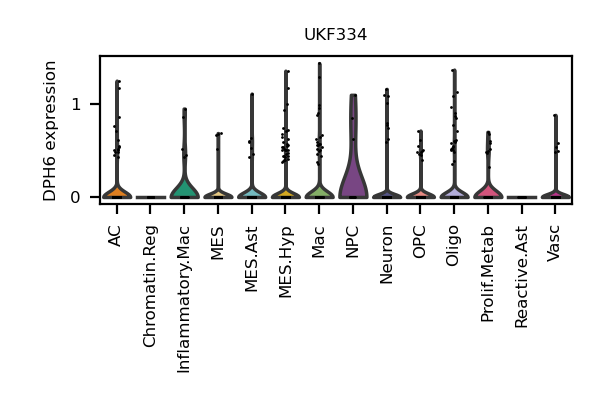 UKF334
DPH6 expression
1
0
AC
Chromatin.Reg
Inflammatory.Mac
MES
MES.Ast
MES.Hyp
Mac
NPC
Neuron
OPC
Oligo
Prolif.Metab
Reactive.Ast
Vasc